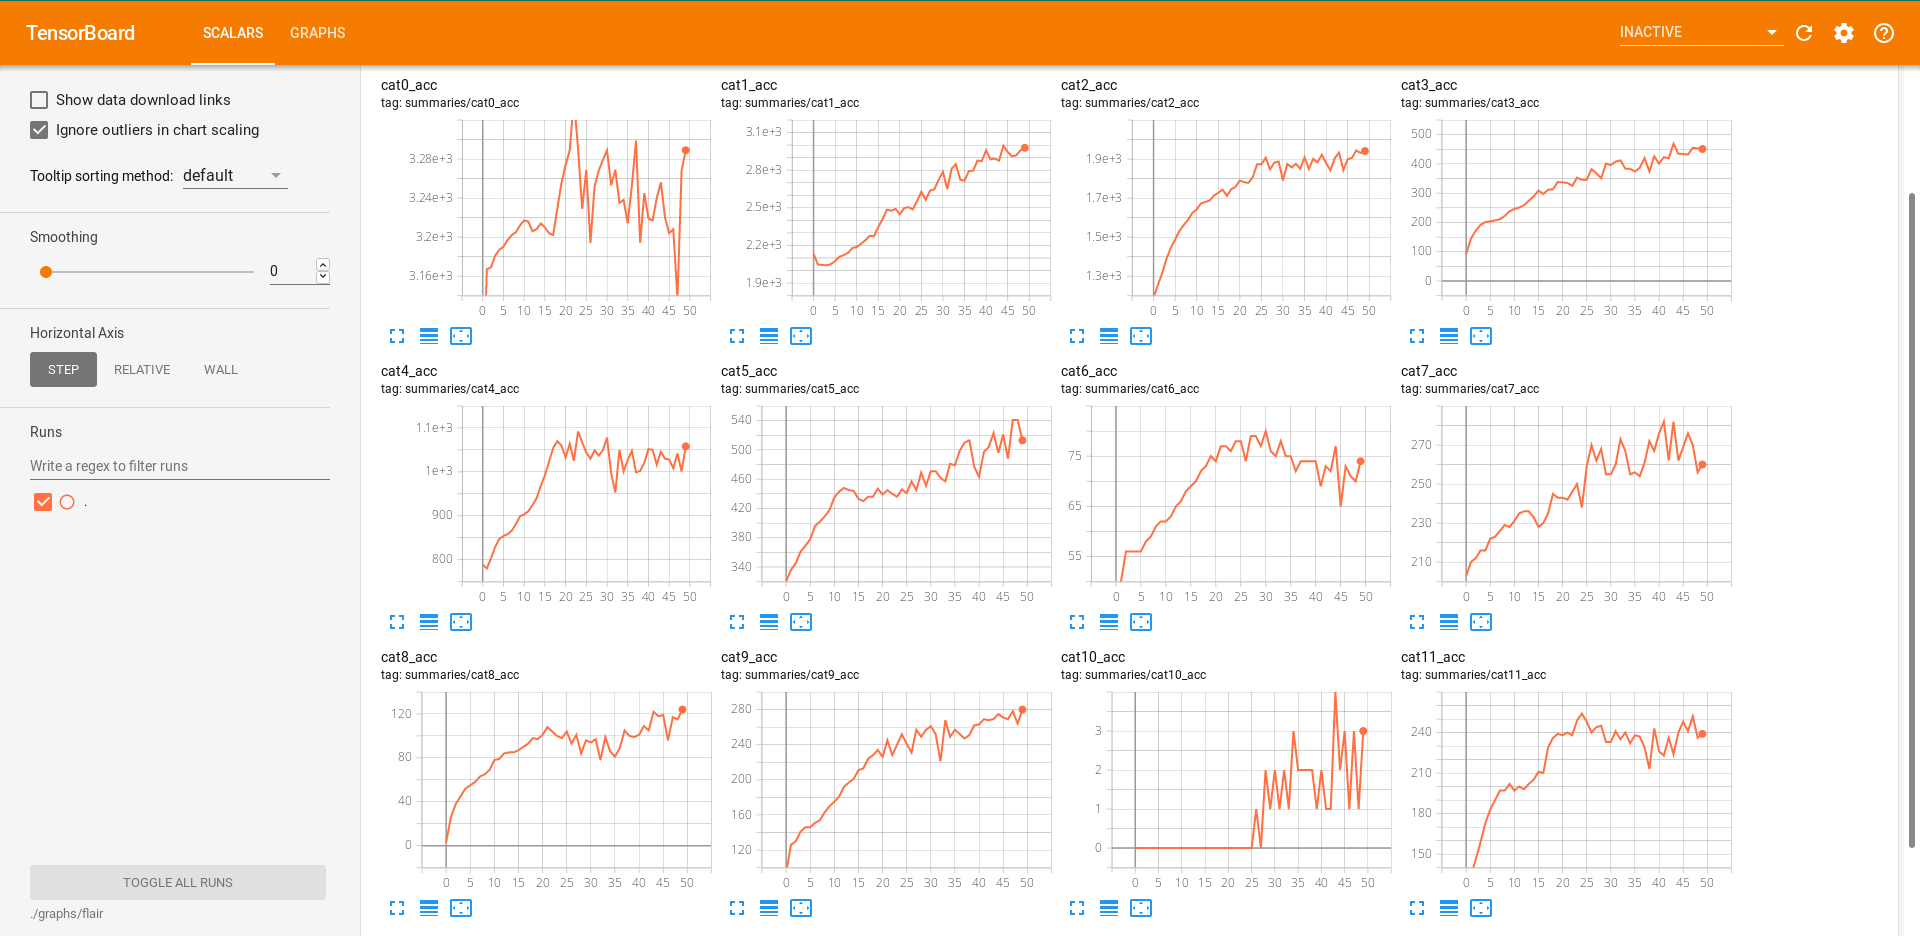 TensorBoard SCALARS GRAPHS INACTIVE
Show data download links
Ignore outliers in chart scaling
Tooltip sorting method: default
Smoothing
0
Horizontal Axis
STEP RELATIVE WALL
Runs
Write a regex to filter runs
.
TOGGLE ALL RUNS
./graphs/flair
cat0_acc
tag: summaries/cat0_acc
3.28e+3
3.24e+3
3.2e+3
3.16e+3
0 5 10 15 20 25 30 35 40 45 50
cat1_acc
tag: summaries/cat1_acc
3.1e+3
2.8e+3
2.5e+3
2.2e+3
1.9e+3
0 5 10 15 20 25 30 35 40 45 50
cat2_acc
tag: summaries/cat2_acc
1.9e+3
1.7e+3
1.5e+3
1.3e+3
0 5 10 15 20 25 30 35 40 45 50
cat3_acc
tag: summaries/cat3_acc
500
400
300
200
100
0
0 5 10 15 20 25 30 35 40 45 50
cat4_acc
tag: summaries/cat4_acc
1.1e+3
1e+3
900
800
0 5 10 15 20 25 30 35 40 45 50
cat5_acc
tag: summaries/cat5_acc
540
500
460
420
380
340
0 5 10 15 20 25 30 35 40 45 50
cat6_acc
tag: summaries/cat6_acc
75
65
55
0 5 10 15 20 25 30 35 40 45 50
cat7_acc
tag: summaries/cat7_acc
270
250
230
210
0 5 10 15 20 25 30 35 40 45 50
cat8_acc
tag: summaries/cat8_acc
120
80
40
0
0 5 10 15 20 25 30 35 40 45 50
cat9_acc
tag: summaries/cat9_acc
280
240
200
160
120
0 5 10 15 20 25 30 35 40 45 50
cat10_acc
tag: summaries/cat10_acc
3
2
1
0
0 5 10 15 20 25 30 35 40 45 50
cat11_acc
tag: summaries/cat11_acc
240
210
180
150
0 5 10 15 20 25 30 35 40 45 50